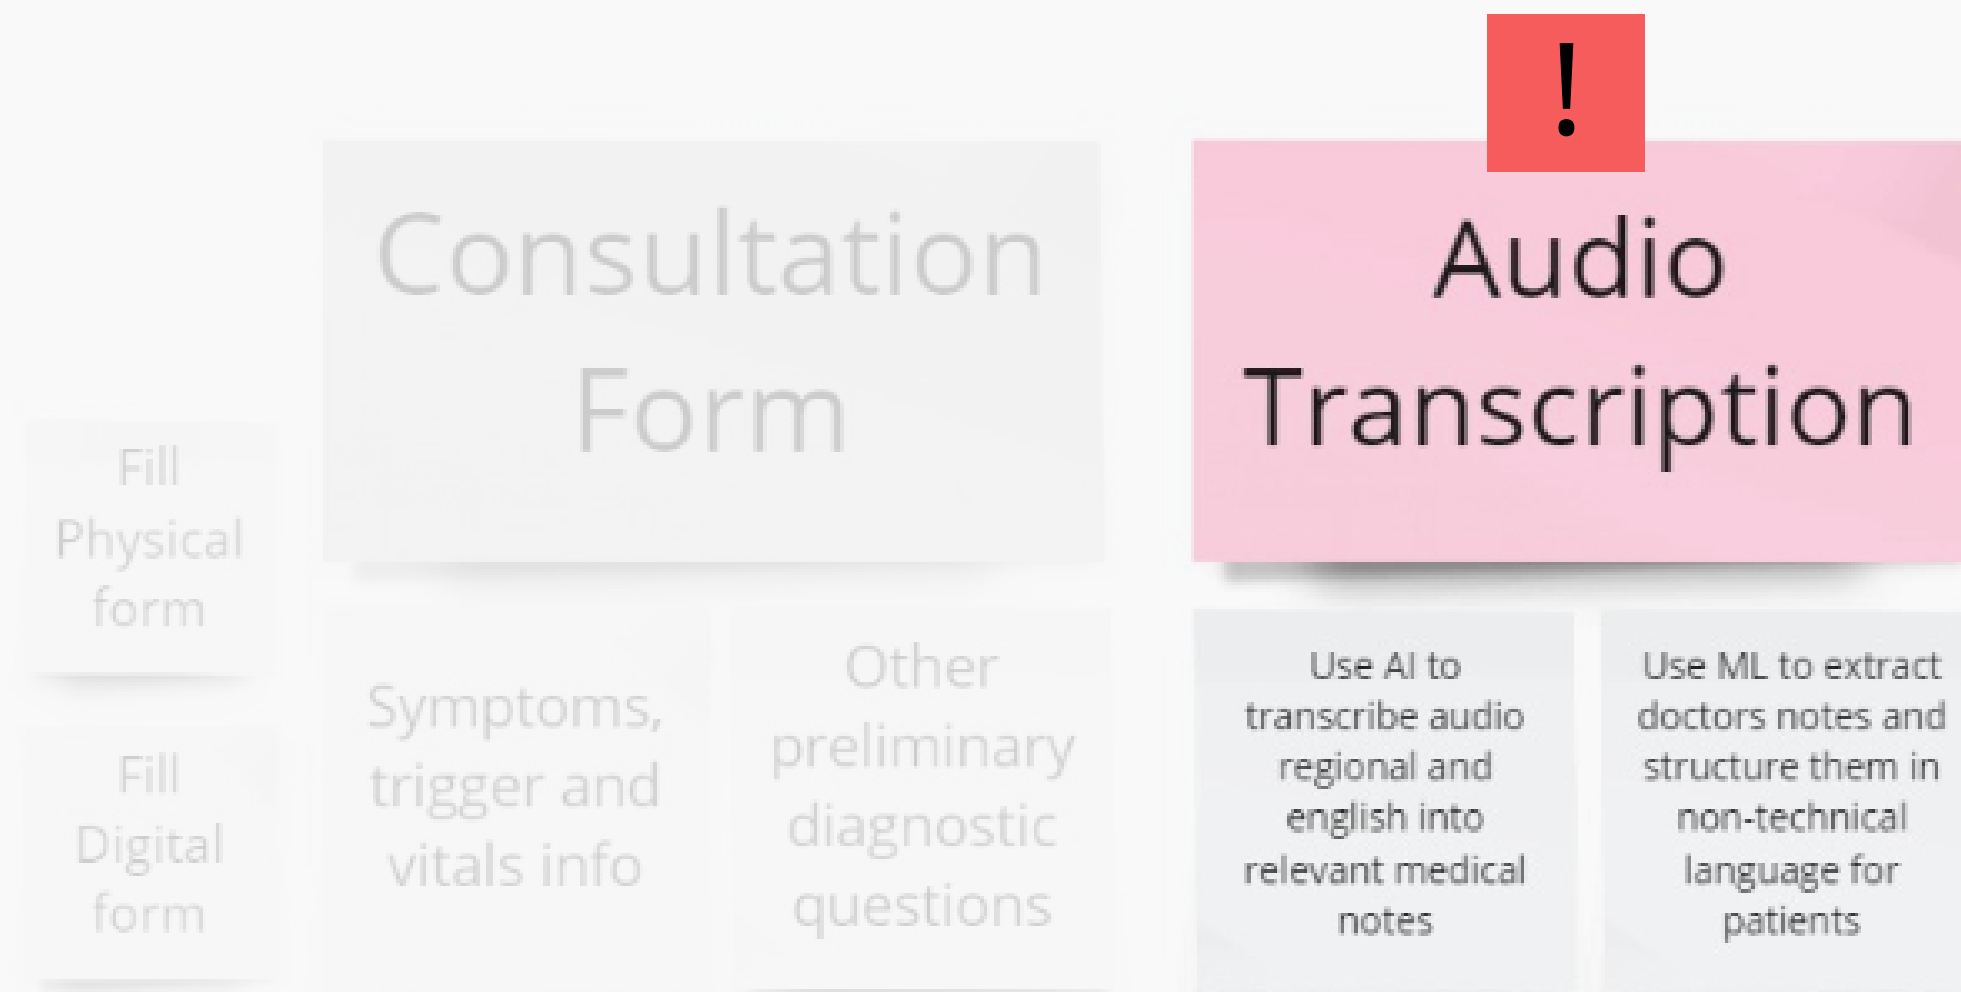 !
Consultation
Form
Audio
Transcription
Fill
Physical
form
Fill
Digital
form
Symptoms,
trigger and
vitals info
Other
preliminary
diagnostic
questions
Use AI to
transcribe audio
regional and
english into
relevant medical
notes
Use ML to extract
doctors notes and
structure them in
non-technical
language for
patients